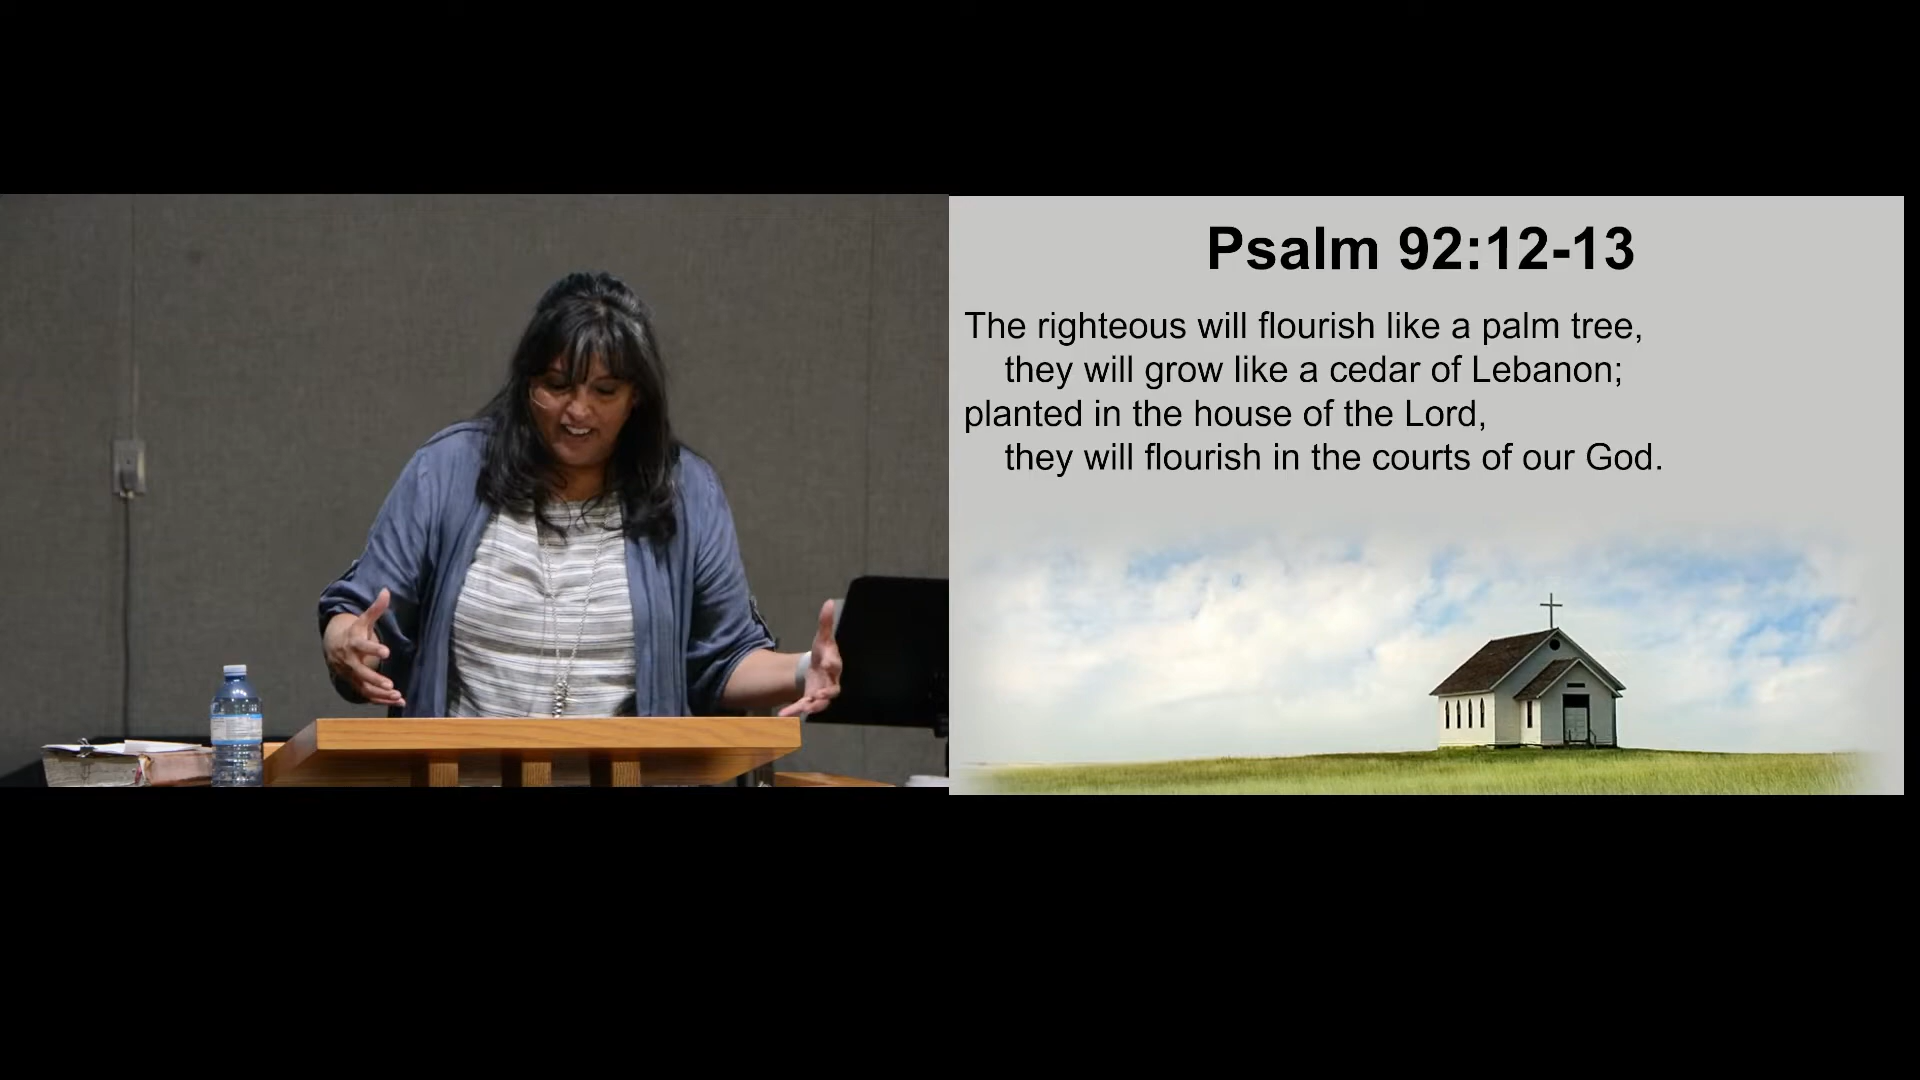 Psalm 92:12-13
The righteous will flourish like a palm tree,
they will grow like a cedar of Lebanon;
planted in the house of the Lord,
they will flourish in the courts of our God.